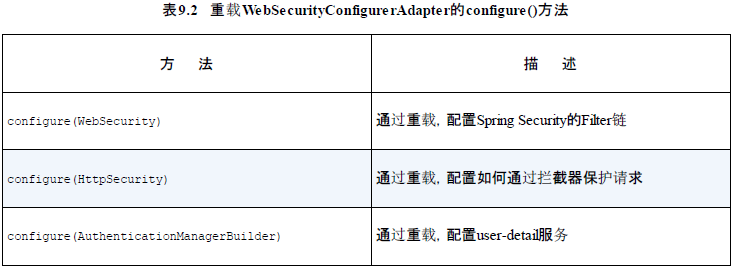 表9.2 重载WebSecurityConfigurerAdapter的configure()方法
方 法 描 述
configure(WebSecurity) 通过重载, 配置Spring Security的Filter链
configure(HttpSecurity) 通过重载, 配置如何通过拦截器保护请求
configure(AuthenticationManagerBuilder) 通过重载, 配置user-detail服务